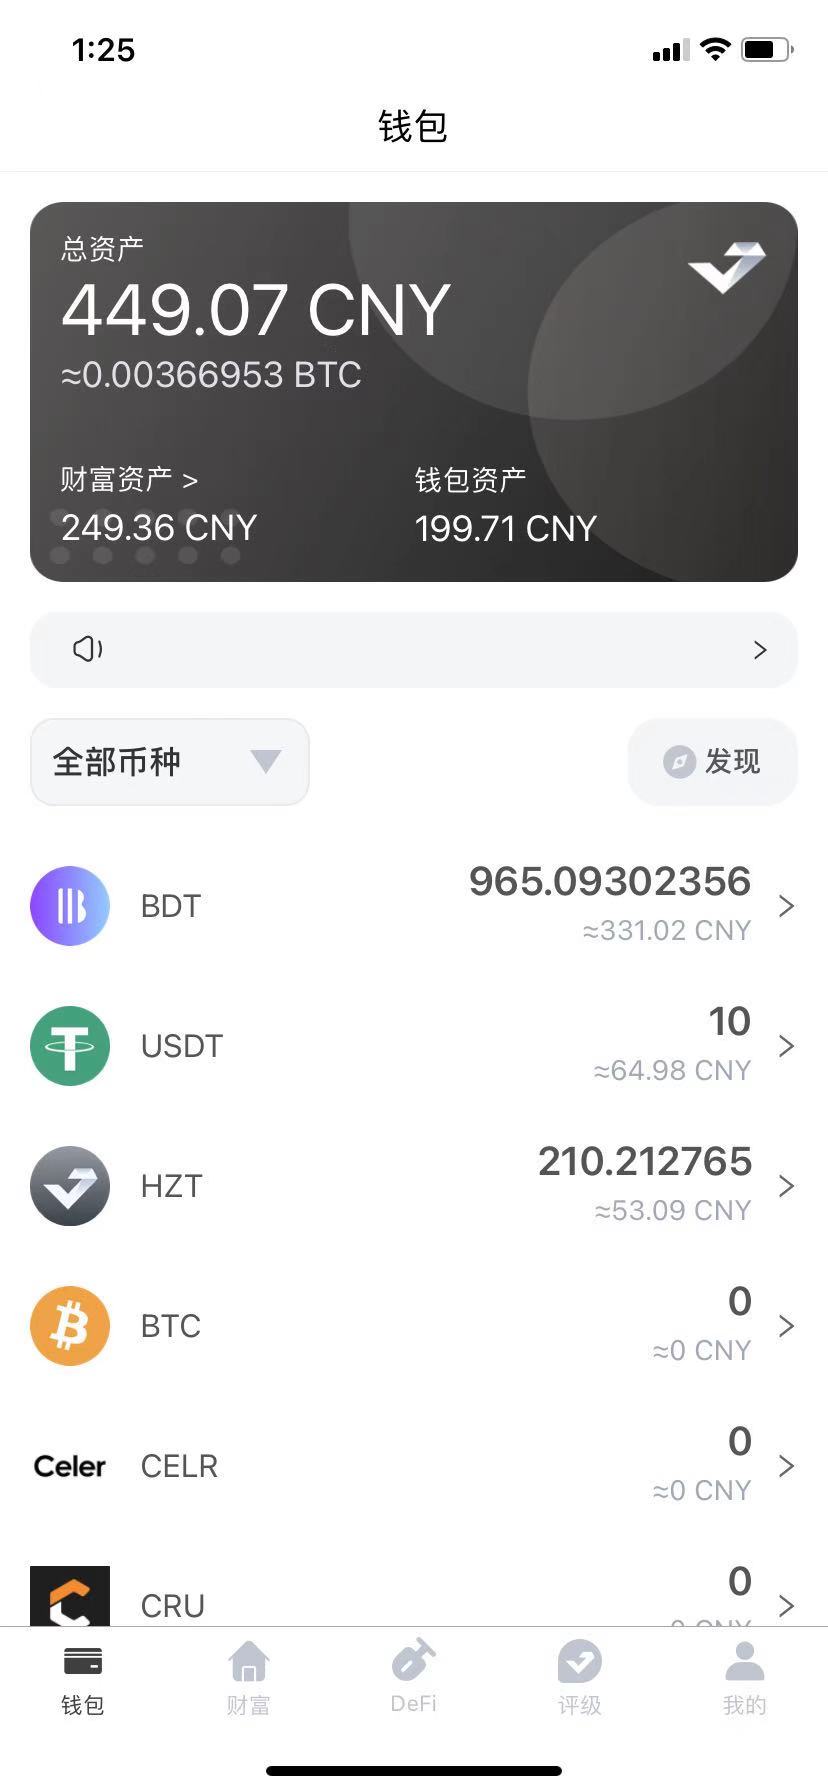 1:25
钱包
总资产
449.07 CNY
≈0.00366953 BTC
财富资产 >
钱包资产
249.36 CNY
199.71 CNY
全部币种
发现
965.09302356
BDT
≈331.02 CNY
10
USDT
≈64.98 CNY
210.212765
HZT
≈53.09 CNY
0
BTC
≈0 CNY
0
Celer
CELR
≈0 CNY
0
CRU
钱包
财富
DeFi
评级
我的